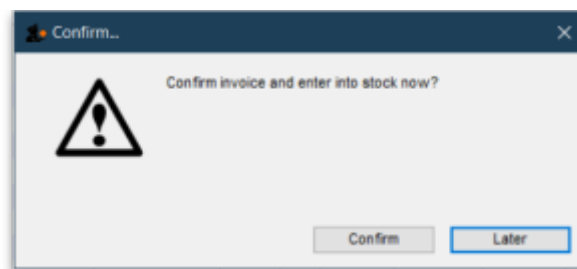 Confirm...
Confirm invoice and enter into stock now?
Confirm
Later